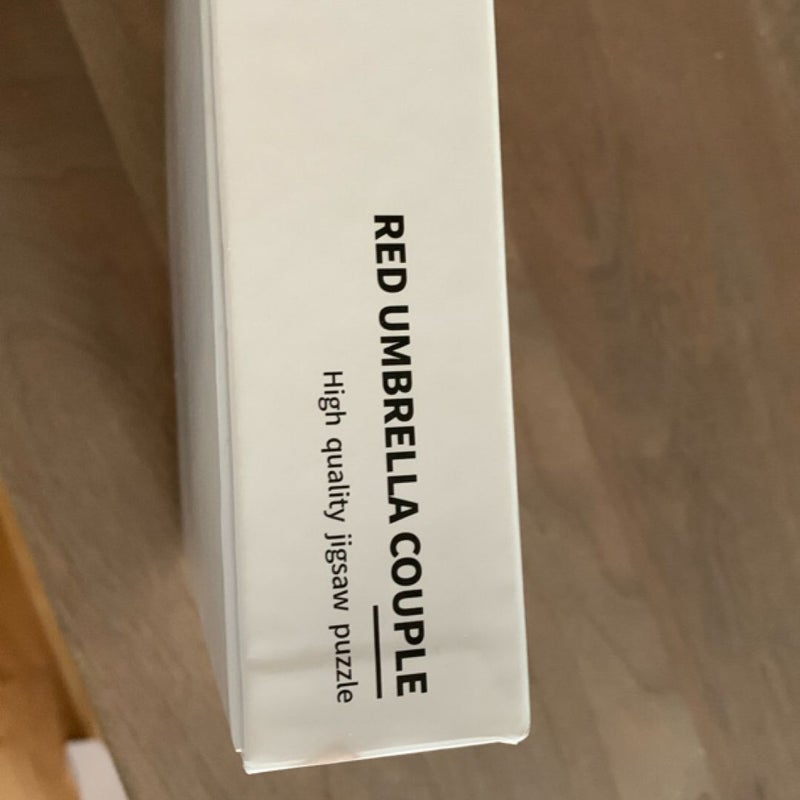 RED UMBRELLA COUPLE
High quality jigsaw puzzle